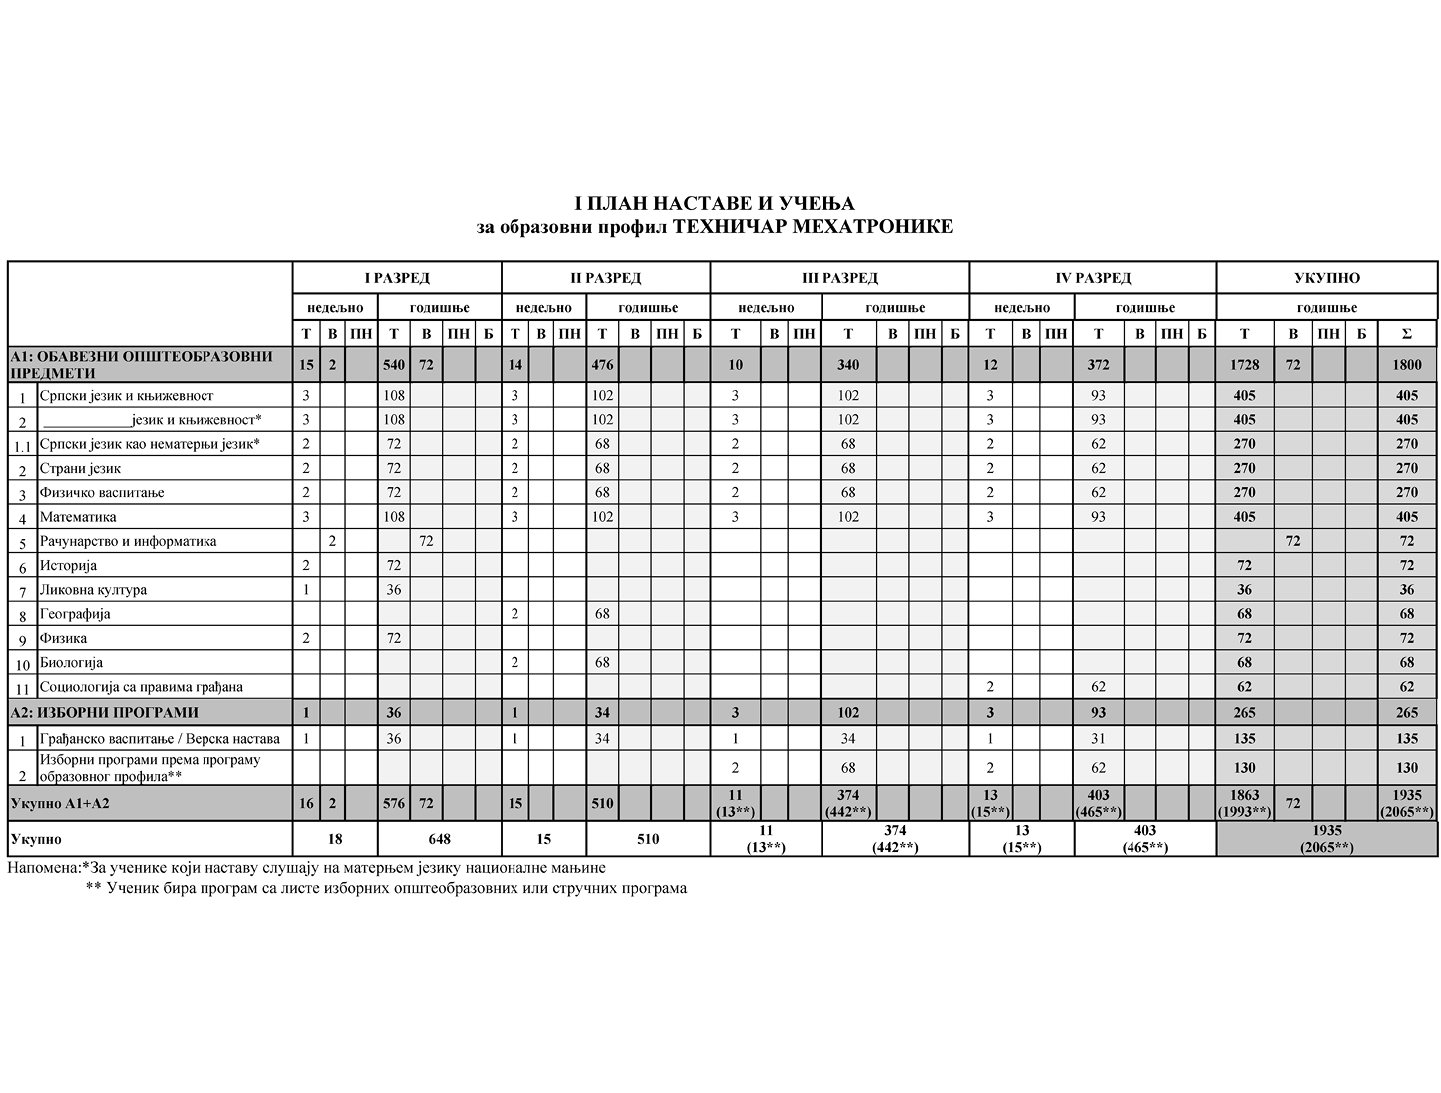 I ПЛАН НАСТАВЕ И УЧЕЊА
за образовни профил ТЕХНИЧАР МЕХАТРОНИКЕ
I РАЗРЕД II РАЗРЕД III РАЗРЕД IV РАЗРЕД УКУПНО
недељно годишње недељно годишње недељно годишње недељно годишње годишње
Т В ПН Т В ПН Б Т В ПН Т В ПН Б Т В ПН Т В ПН Б Т В ПН Т В ПН Б Т В ПН Б Σ
А1: ОБАВЕЗНИ ОПШТЕОБРАЗОВНИ
ПРЕДМЕТИ 15 2 540 72 14 476 10 340 12 372 1728 72 1800
1 Српски језик и књижевност 3 108 3 102 3 102 3 93 405 405
2 _____________језик и књижевност* 3 108 3 102 3 102 3 93 405 405
1.1 Српски језик као нематерњи језик* 2 72 2 68 2 68 2 62 270 270
2 Страни језик 2 72 2 68 2 68 2 62 270 270
3 Физичко васпитање 2 72 2 68 2 68 2 62 270 270
4 Математика 3 108 3 102 3 102 3 93 405 405
5 Рачунарство и информатика 2 72 72 72
6 Историја 2 72 72 72
7 Ликовна култура 1 36 36 36
8 Географија 2 68 68 68
9 Физика 2 72 72 72
10 Биологија 2 68 68 68
11 Социологија са правима грађана 2 62 62 62
А2: ИЗБОРНИ ПРОГРАМИ 1 36 1 34 3 102 3 93 265 265
1 Грађанско васпитање / Верска настава 1 36 1 34 1 34 1 31 135 135
Изборни програми према програму
2 образовног профила** 2 68 2 62 130 130
Укупно А1+А2 16 2 576 72 15 510 11 374 13 403 1863 72 1935
(13**) (442**) (15**) (465**) (1993**) (2065**)
Укупно 18 648 15 510 11 374 13 403 1935
(13**) (442**) (15**) (465**) (2065**)
Напомена:*За ученике који наставу слушају на матерњем језику националне мањине
** Ученик бира програм са листе изборних општеобразовних или стручних програма